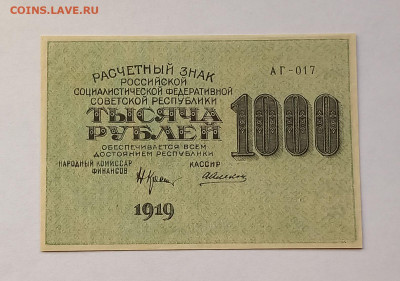 COINS.LAVE.RU
РАСЧЕТНЫЙ ЗНАК
РОССИЙСКОЙ
СОЦИАЛИСТИЧЕСКОЙ ФЕДЕРАТИВНОЙ
СОВЕТСКОЙ РЕСПУБЛИКИ
АГ-017
ТЫСЯЧА
РУБЛЕЙ
1000
ОБЕСПЕЧИВАЕТСЯ ВСЕМ
ДОСТОЯНИЕМ РЕСПУБЛИКИ
НАРОДНЫЙ КОМИССАР
ФИНАНСОВ
КАССИР
1919